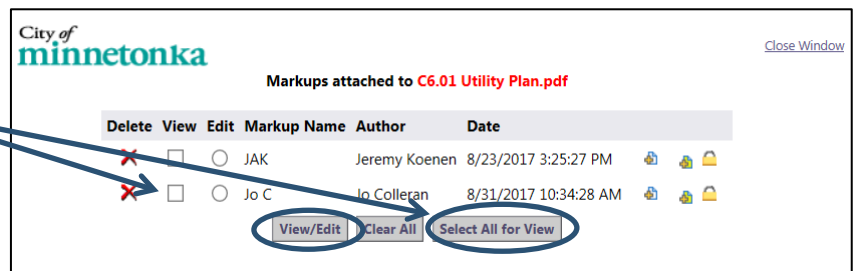 City of
minnetonka
Close Window
Markups attached to C6.01 Utility Plan.pdf
Delete View Edit Markup Name Author Date
JAK Jeremy Koenen 8/23/2017 3:25:27 PM
Jo C Jo Colleran 8/31/2017 10:34:28 AM
View/Edit Clear All Select All for View